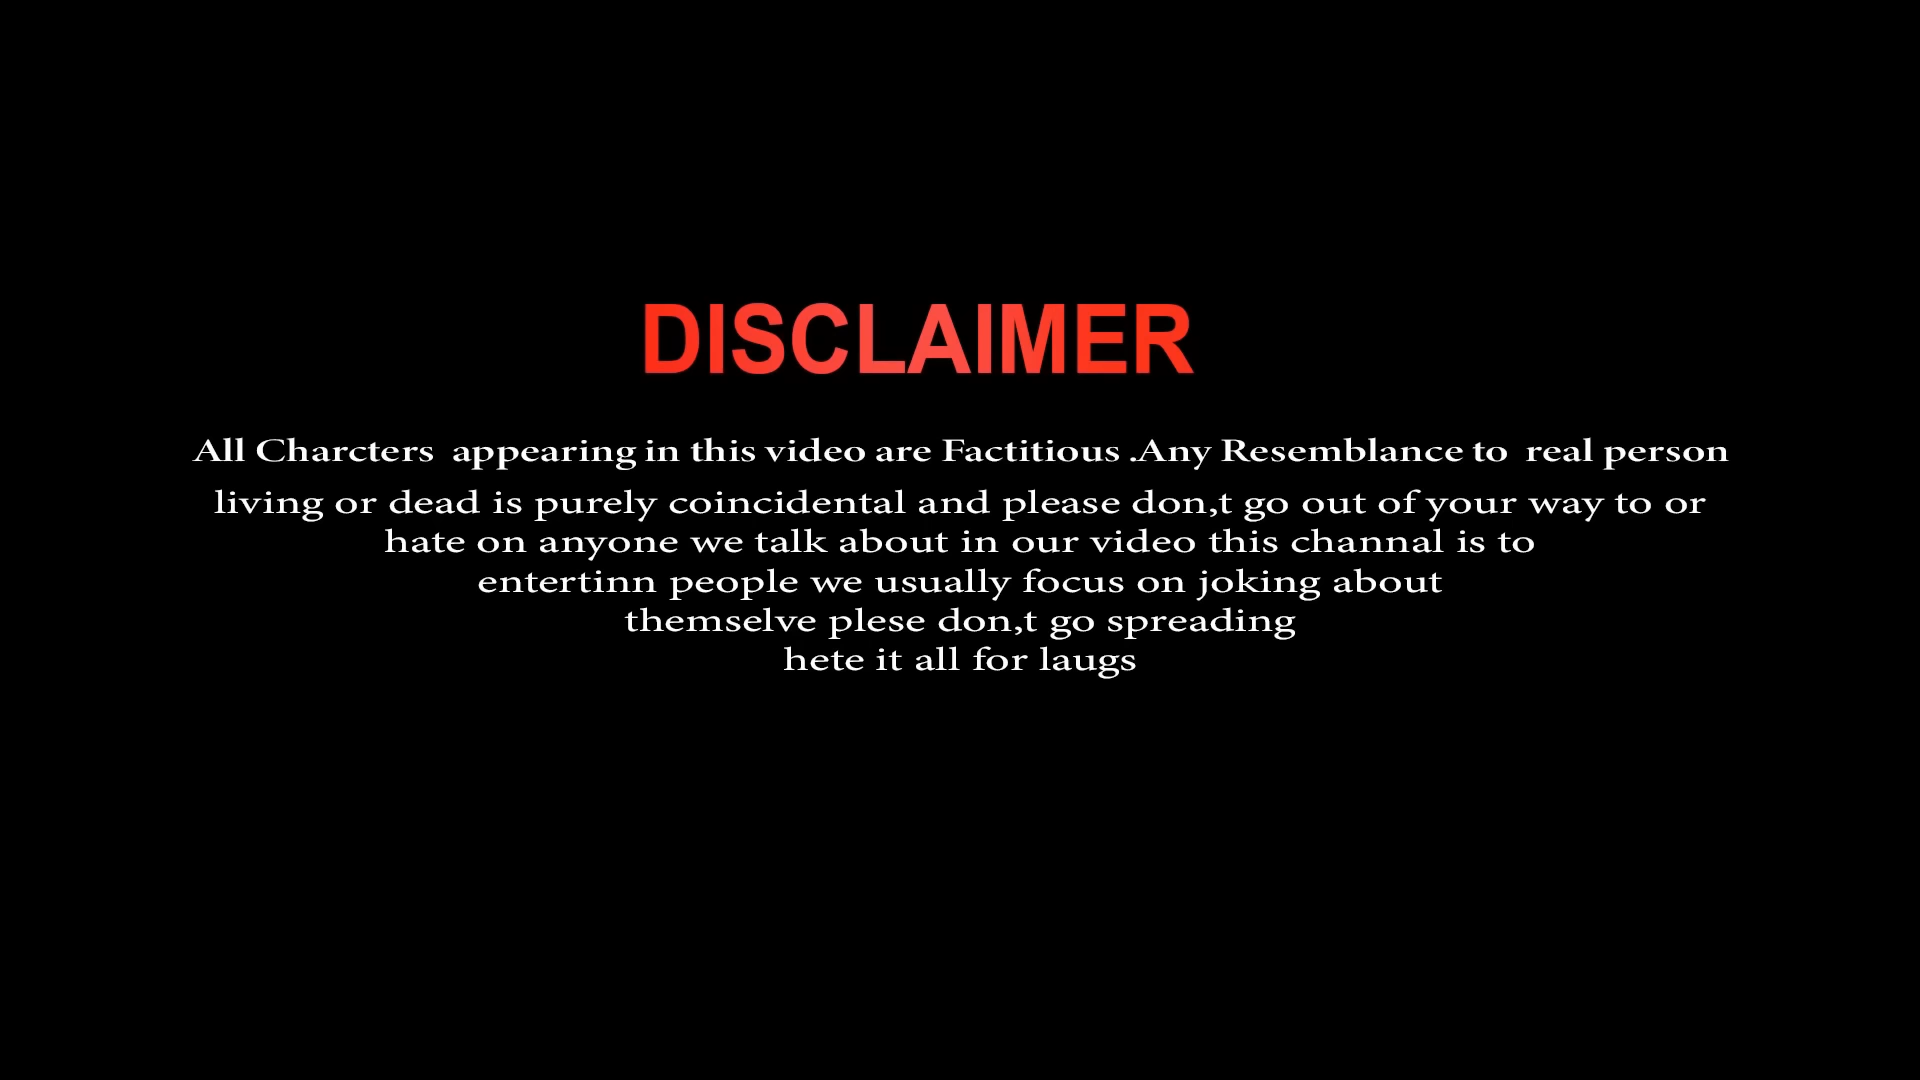 DISCLAIMER
All Charcters appearing in this video are Factitious .Any Resemblance to real person
living or dead is purely coincidental and please don,t go out of your way to or
hate on anyone we talk about in our video this channal is to
entertinn people we usually focus on joking about
themselve plese don,t go spreading
hete it all for laugs